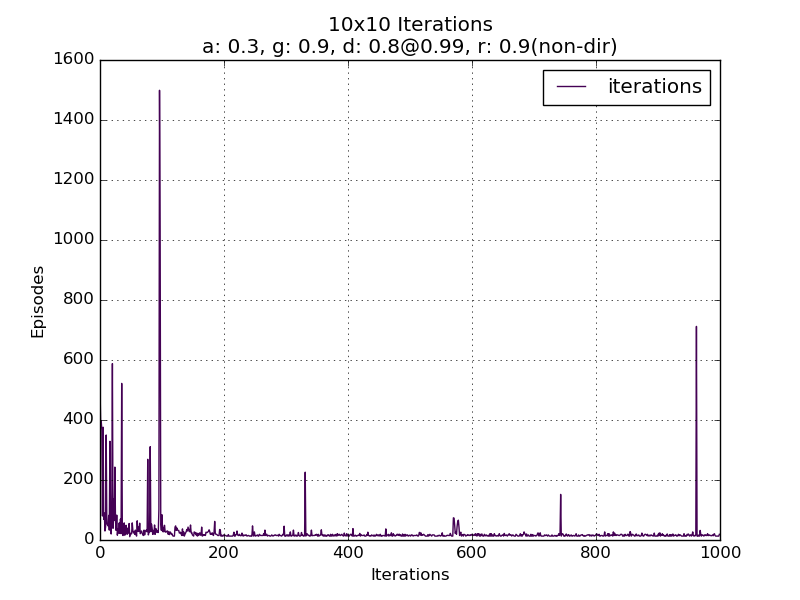 10x10 Iterations
a: 0.3, g: 0.9, d: 0.8@0.99, r: 0.9(non-dir)
iterations
1600
1400
1200
1000
800
600
400
200
0
Episodes
0 200 400 600 800 1000
Iterations